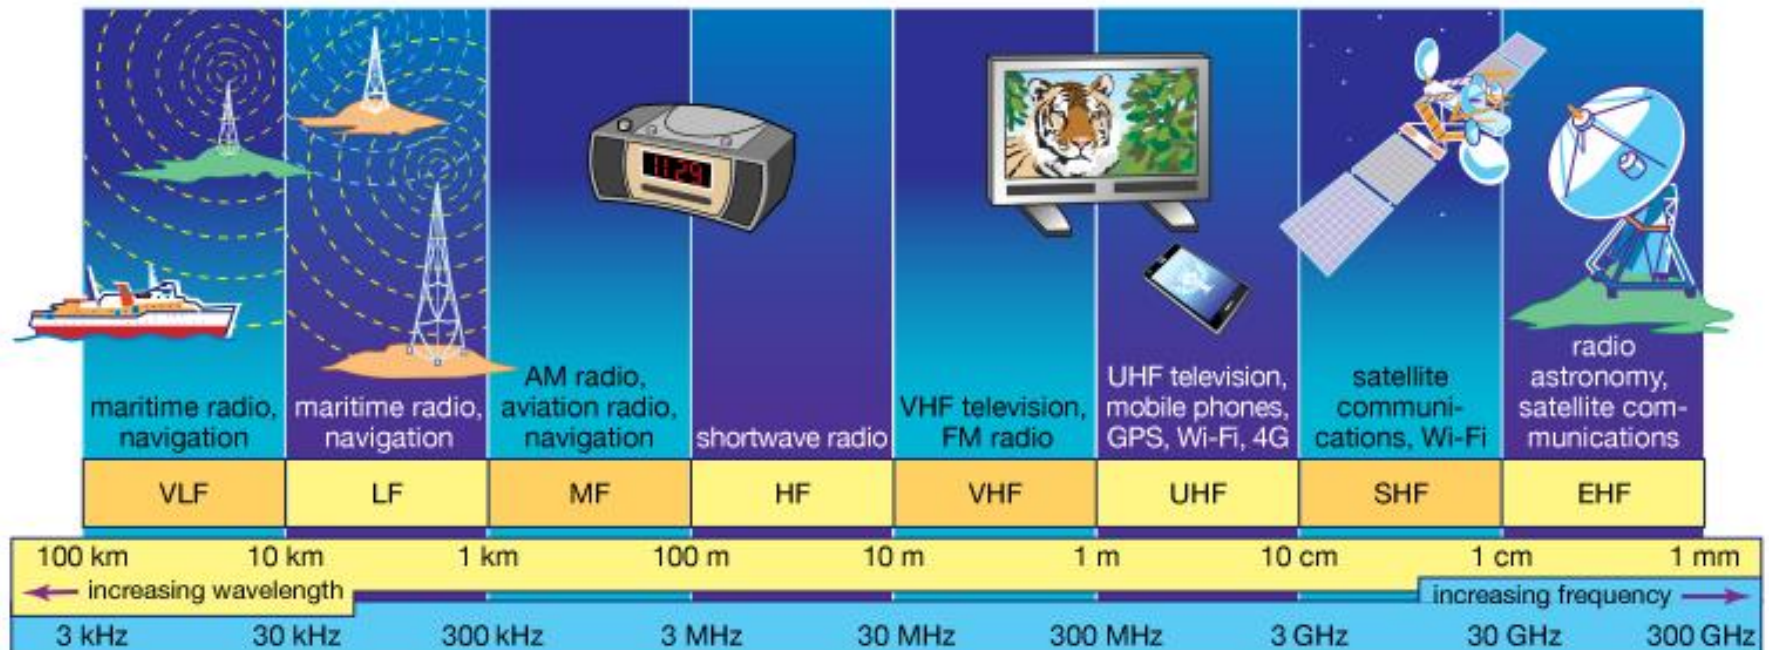 11:29
maritime radio,
navigation
maritime radio,
navigation
AM radio,
aviation radio,
navigation
shortwave radio
VHF television,
FM radio
UHF television,
mobile phones,
GPS, Wi-Fi, 4G
satellite
communi-
cations, Wi-Fi
radio
astronomy,
satellite com-
munications
VLF LF MF HF VHF UHF SHF EHF
100 km 10 km 1 km 100 m 10 m 1 m 10 cm 1 cm 1 mm
increasing wavelength
increasing frequency
3 kHz 30 kHz 300 kHz 3 MHz 30 MHz 300 MHz 3 GHz 30 GHz 300 GHz